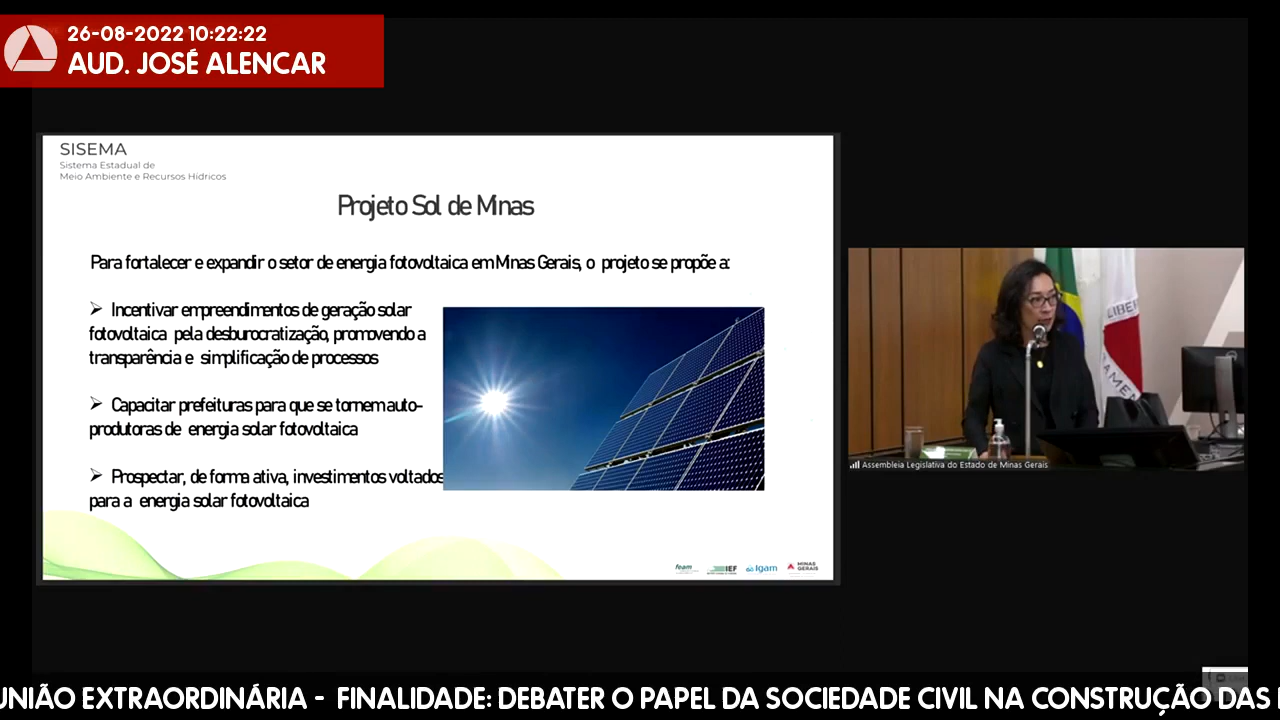 26-08-2022 10:22:22
AUD. JOSÉ ALENCAR
SISEMA
Sistema Estadual de
Meio Ambiente e Recursos Hídricos
Projeto Sol de Minas
Para fortalecer e expandir o setor de energia fotovoltaica em Minas Gerais, o projeto se propõe a:
➢ Incentivar empreendimentos de geração solar
fotovoltaica pela desburocratização, promovendo a
transparência e simplificação de processos
➢ Capacitar prefeituras para que se tornem auto-
produtoras de energia solar fotovoltaica
➢ Prospectar, de forma ativa, investimentos voltados
para a energia solar fotovoltaica
feam
IEF
igam
MINAS
GERAIS
LIBER
AMEN
Assembleia Legislativa do Estado de Minas Gerais
UNIÃO EXTRAORDINÁRIA - FINALIDADE: DEBATER O PAPEL DA SOCIEDADE CIVIL NA CONSTRUÇÃO DAS